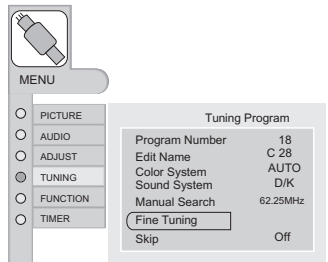 MENU
PICTURE
AUDIO
ADJUST
TUNING
FUNCTION
TIMER
Tuning Program
Program Number 18
Edit Name C 28
Color System AUTO
Sound System D/K
Manual Search 62.25MHz
Fine Tuning
Skip Off